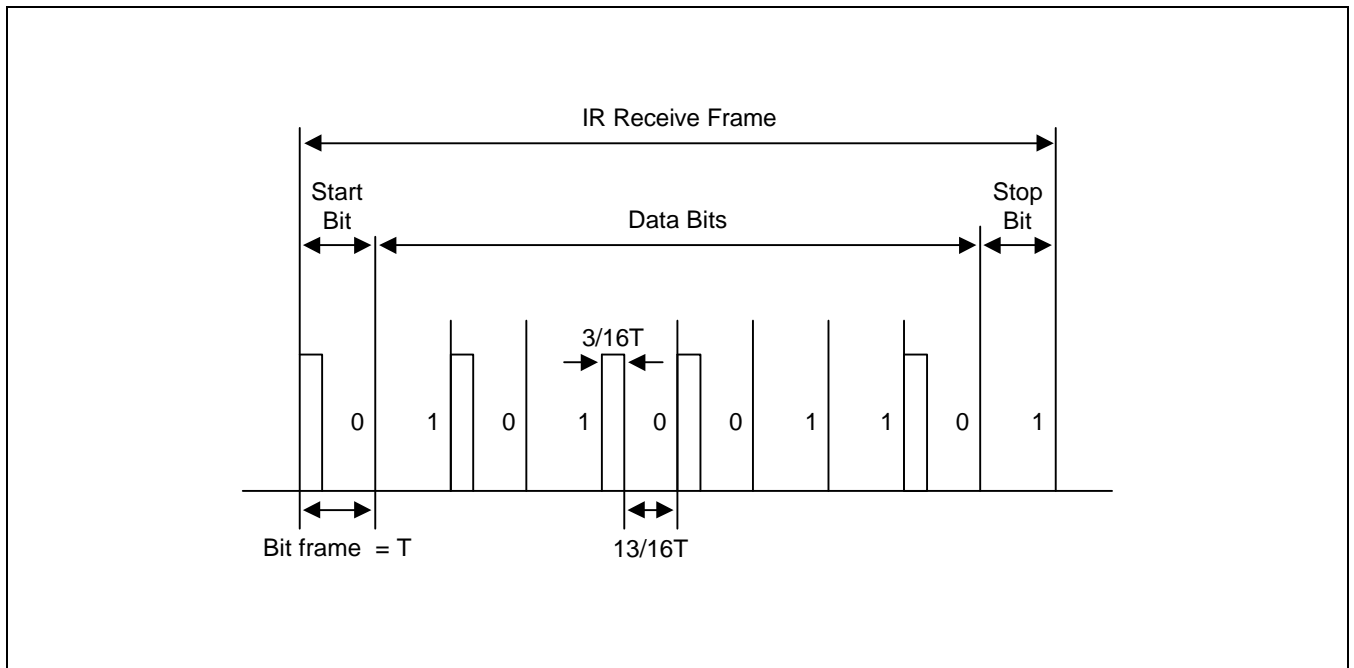 IR Receive Frame
Start
Bit
Data Bits
Stop
Bit
3/16T
0 1 0 1 0 0 1 1 0 1
Bit frame = T
13/16T